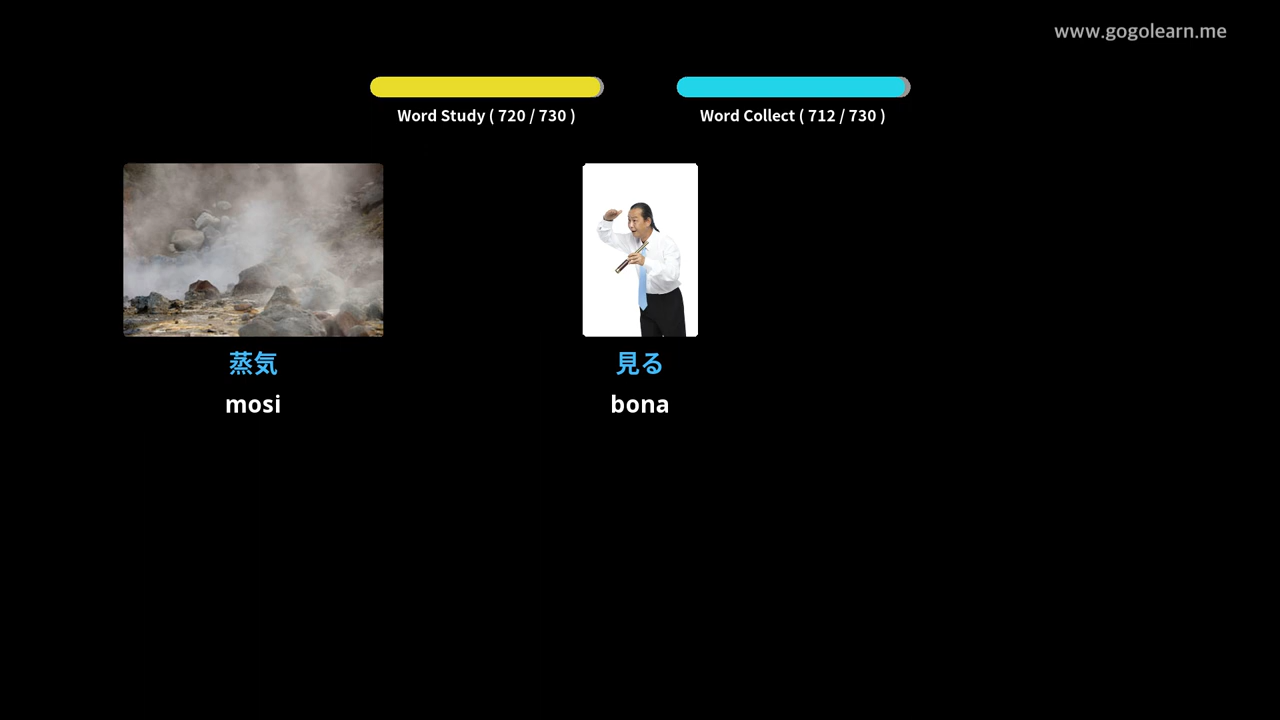 www.gogolearn.me
Word Study ( 720 / 730 )
Word Collect ( 712 / 730 )
蒸気
mosi
見る
bona